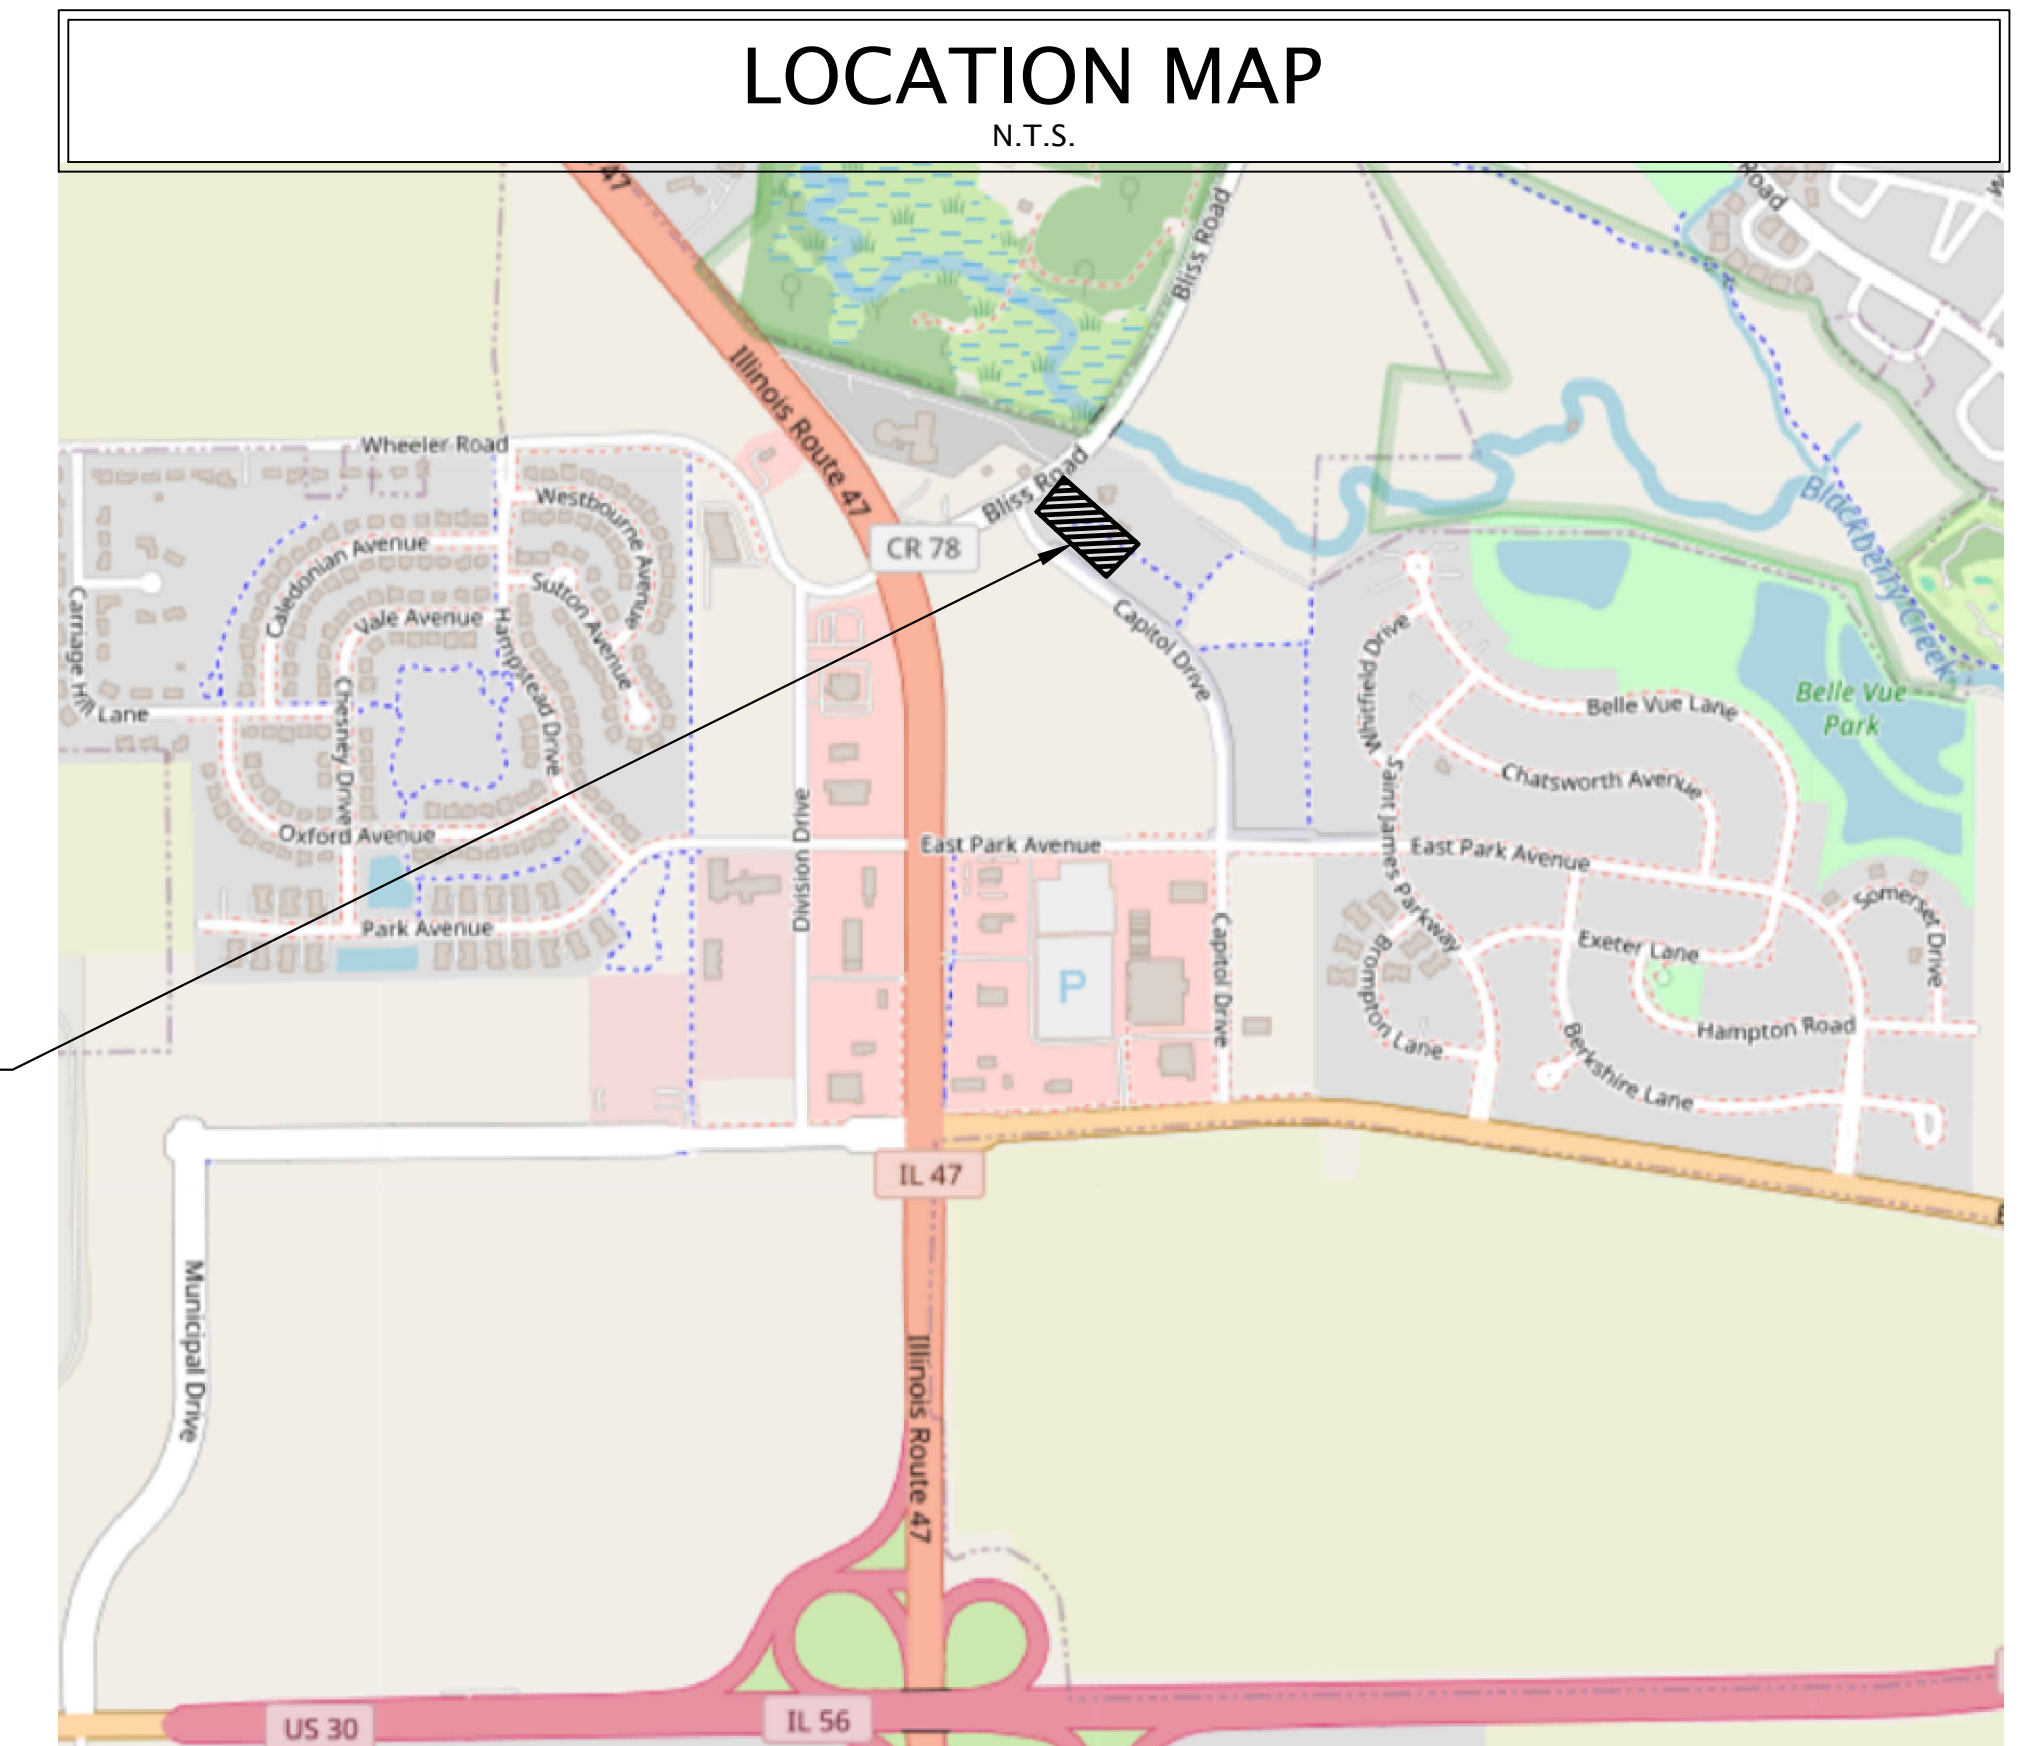 LOCATION MAP
N.T.S.
47
Road
Bliss Road
Illinois Route 47
Wheeler Road
Bliss Road
Westbourne Avenue
Blackberry Creek
CR 78
Caledonian Avenue
Sutton Avenue
Carriage Hill
Lane
Vale Avenue
Hampstead Drive
Capitol Drive
Whitfield Drive
Chesney Drive
Belle Vue Lane
Belle Vue
Park
Saint James Parkway
Chatsworth Avenue
Division Drive
Oxford Avenue
East Park Avenue
East Park Avenue
Park Avenue
Capitol Drive
Somerset Drive
Exeter Lane
Brompton Lane
P
Hampton Road
Berkshire Lane
IL 47
Municipal Drive
Illinois Route 47
US 30
IL 56